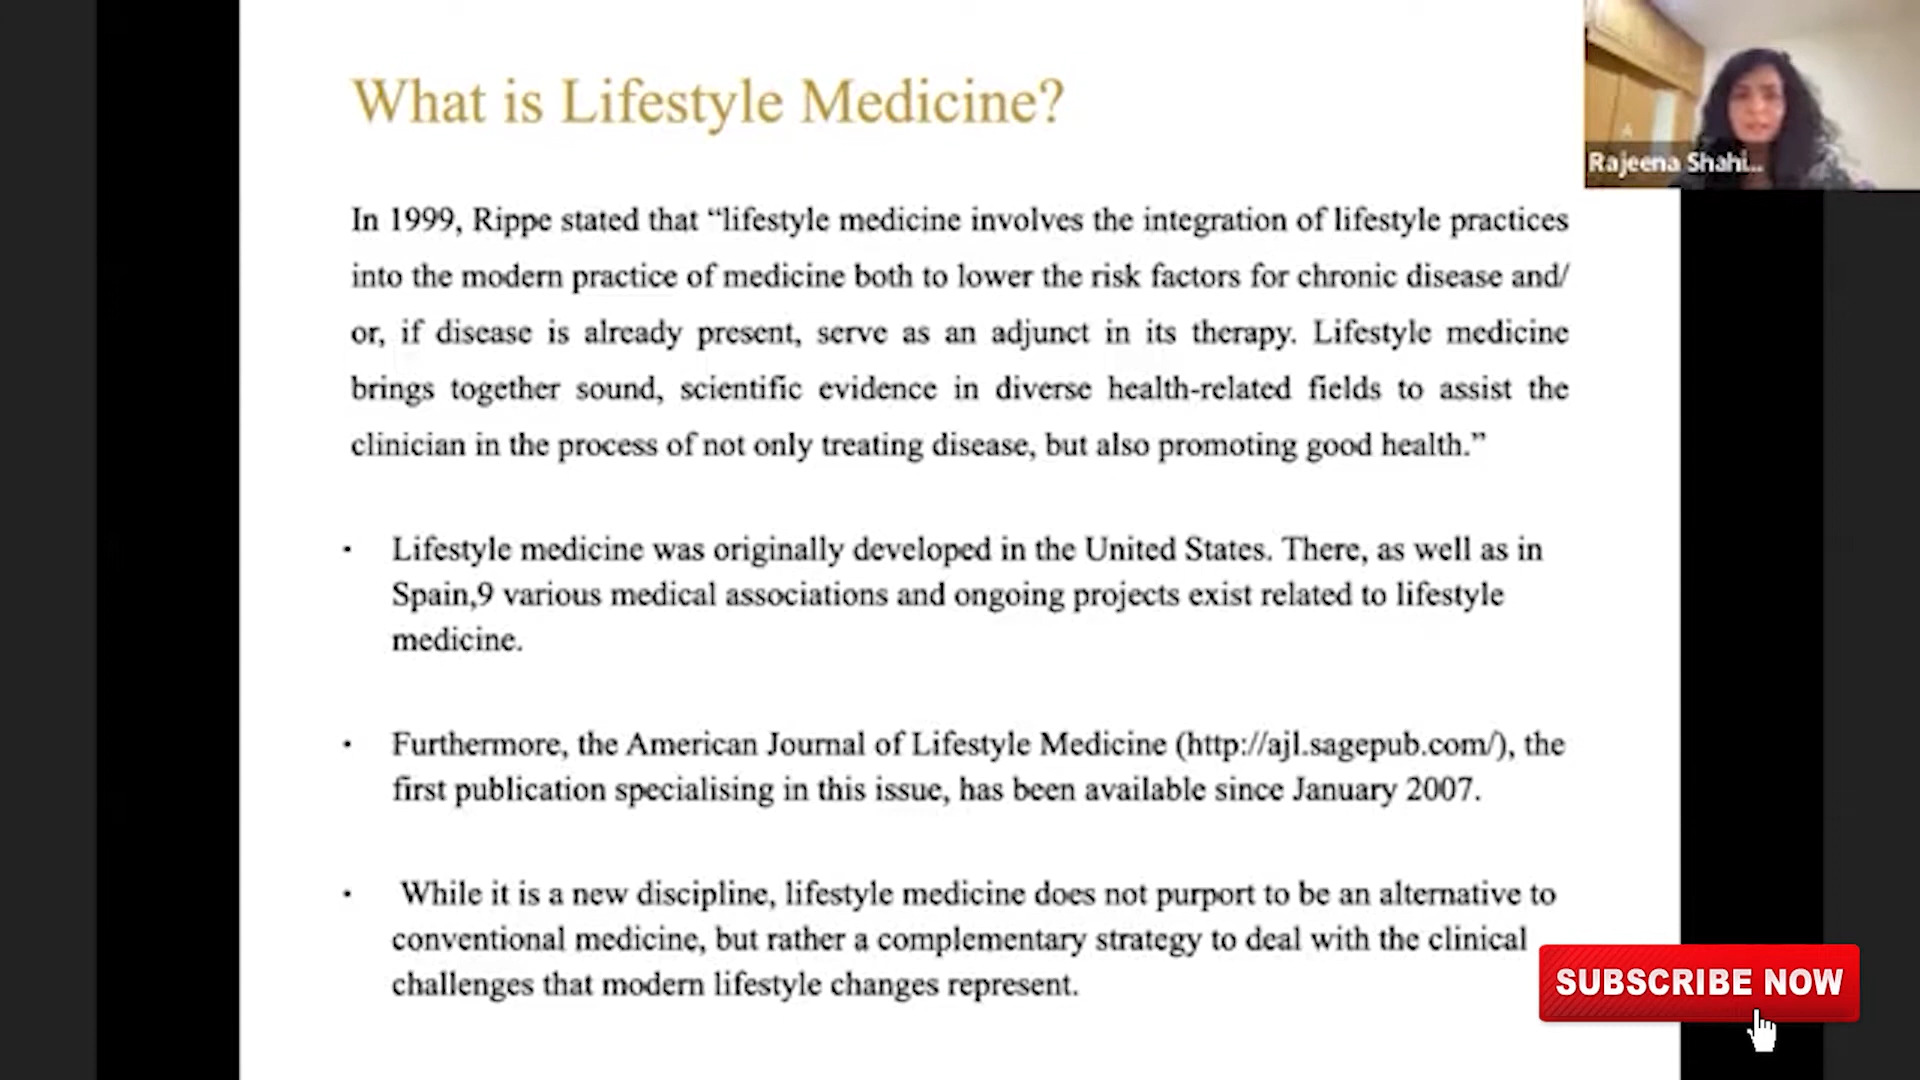 What is Lifestyle Medicine?
Rajeena Shahi...
In 1999, Rippe stated that “lifestyle medicine involves the integration of lifestyle practices
into the modern practice of medicine both to lower the risk factors for chronic disease and/
or, if disease is already present, serve as an adjunct in its therapy. Lifestyle medicine
brings together sound, scientific evidence in diverse health-related fields to assist the
clinician in the process of not only treating disease, but also promoting good health.”
· Lifestyle medicine was originally developed in the United States. There, as well as in
Spain,9 various medical associations and ongoing projects exist related to lifestyle
medicine.
· Furthermore, the American Journal of Lifestyle Medicine (http://ajl.sagepub.com/), the
first publication specialising in this issue, has been available since January 2007.
· While it is a new discipline, lifestyle medicine does not purport to be an alternative to
conventional medicine, but rather a complementary strategy to deal with the clinical
challenges that modern lifestyle changes represent.
SUBSCRIBE NOW